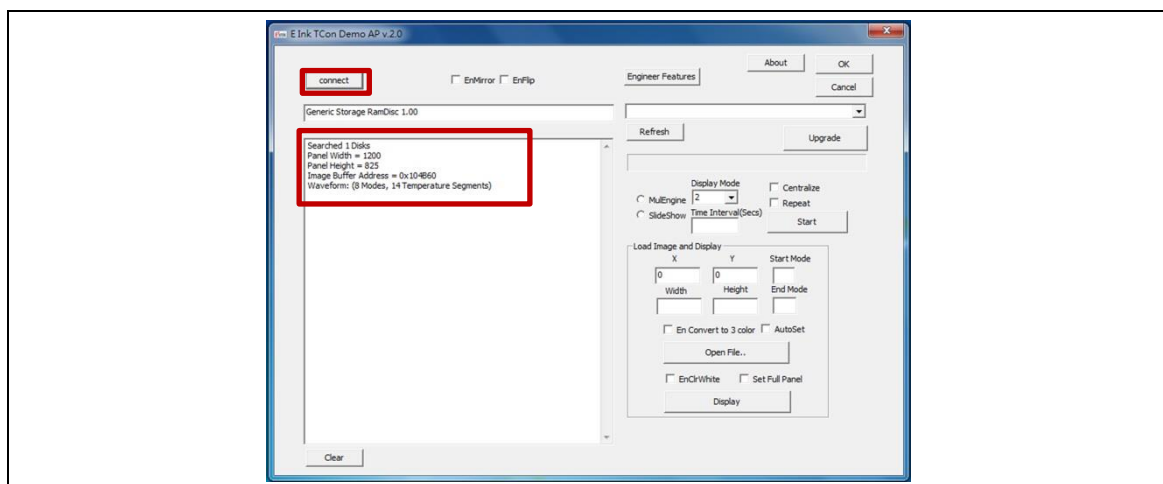 E Ink TCon Demo AP v.2.0
connect
EnMirror
EnFlip
Engineer Features
About
OK
Cancel
Generic Storage RamDisc 1.00
Refresh
Upgrade
Searched 1 Disks
Panel Width = 1200
Panel Height = 825
Image Buffer Address = 0x104B60
Waveform: (8 Modes, 14 Temperature Segments)
Display Mode
MulEngine
2
Centralize
Repeat
SlideShow
Time Interval(Secs)
Start
Load Image and Display
X
Y
Start Mode
0
0
Width
Height
End Mode
En Convert to 3 color
AutoSet
Open File..
EnClrWhite
Set Full Panel
Display
Clear